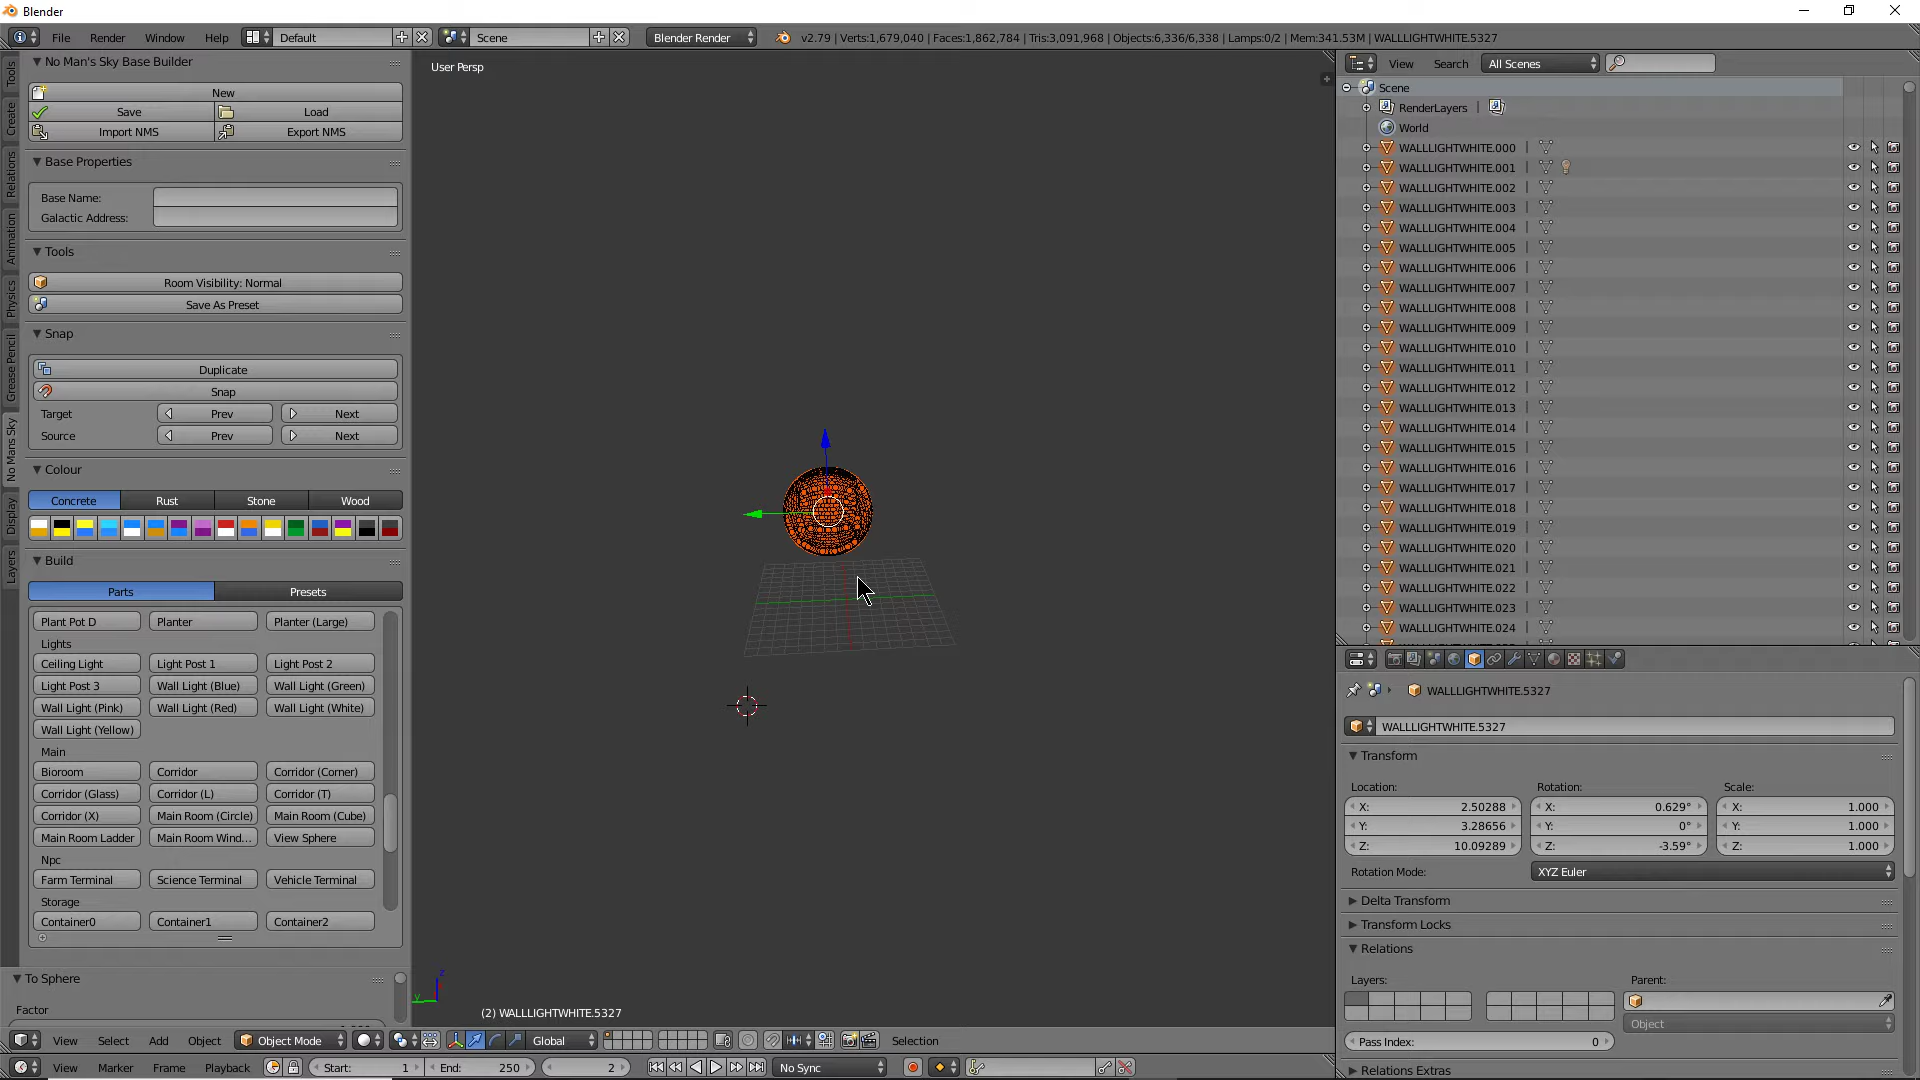 Blender
File Render Window Help Default Scene Blender Render v2.79 | Verts:1,679,040 | Faces:1,862,784 | Tris:3,091,968 | Objects:6,336/6,338 | Lamps:0/2 | Mem:341.53M | WALLLIGHTWHITE.5327
Tools
Create
Relations
Animation
Physics
Grease Pencil
No Mans Sky
Display
Layers
No Man's Sky Base Builder
New
Save Load
Import NMS Export NMS
Base Properties
Base Name:
Galactic Address:
Tools
Room Visibility: Normal
Save As Preset
Snap
Duplicate
Snap
Target Prev Next
Source Prev Next
Colour
Concrete Rust Stone Wood
Build
Parts Presets
Plant Pot D Planter Planter (Large)
Lights
Ceiling Light Light Post 1 Light Post 2
Light Post 3 Wall Light (Blue) Wall Light (Green)
Wall Light (Pink) Wall Light (Red) Wall Light (White)
Wall Light (Yellow)
Main
Bioroom Corridor Corridor (Corner)
Corridor (Glass) Corridor (L) Corridor (T)
Corridor (X) Main Room (Circle) Main Room (Cube)
Main Room Ladder Main Room Wind... View Sphere
Npc
Farm Terminal Science Terminal Vehicle Terminal
Storage
Container0 Container1 Container2
To Sphere
Factor
User Persp
z
y
(2) WALLLIGHTWHITE.5327
View Select Add Object Object Mode Global Selection
View Marker Frame Playback Start: 1 End: 250 2 No Sync
View Search All Scenes
Scene
RenderLayers |
World
WALLLIGHTWHITE.000 |
WALLLIGHTWHITE.001 |
WALLLIGHTWHITE.002 |
WALLLIGHTWHITE.003 |
WALLLIGHTWHITE.004 |
WALLLIGHTWHITE.005 |
WALLLIGHTWHITE.006 |
WALLLIGHTWHITE.007 |
WALLLIGHTWHITE.008 |
WALLLIGHTWHITE.009 |
WALLLIGHTWHITE.010 |
WALLLIGHTWHITE.011 |
WALLLIGHTWHITE.012 |
WALLLIGHTWHITE.013 |
WALLLIGHTWHITE.014 |
WALLLIGHTWHITE.015 |
WALLLIGHTWHITE.016 |
WALLLIGHTWHITE.017 |
WALLLIGHTWHITE.018 |
WALLLIGHTWHITE.019 |
WALLLIGHTWHITE.020 |
WALLLIGHTWHITE.021 |
WALLLIGHTWHITE.022 |
WALLLIGHTWHITE.023 |
WALLLIGHTWHITE.024 |
WALLLIGHTWHITE.5327
WALLLIGHTWHITE.5327
Transform
Location: Rotation: Scale:
X: 2.50288 X: 0.629° X: 1.000
Y: 3.28656 Y: 0° Y: 1.000
Z: 10.09289 Z: -3.59° Z: 1.000
Rotation Mode: XYZ Euler
Delta Transform
Transform Locks
Relations
Layers: Parent:
Object
Pass Index: 0
Relations Extras